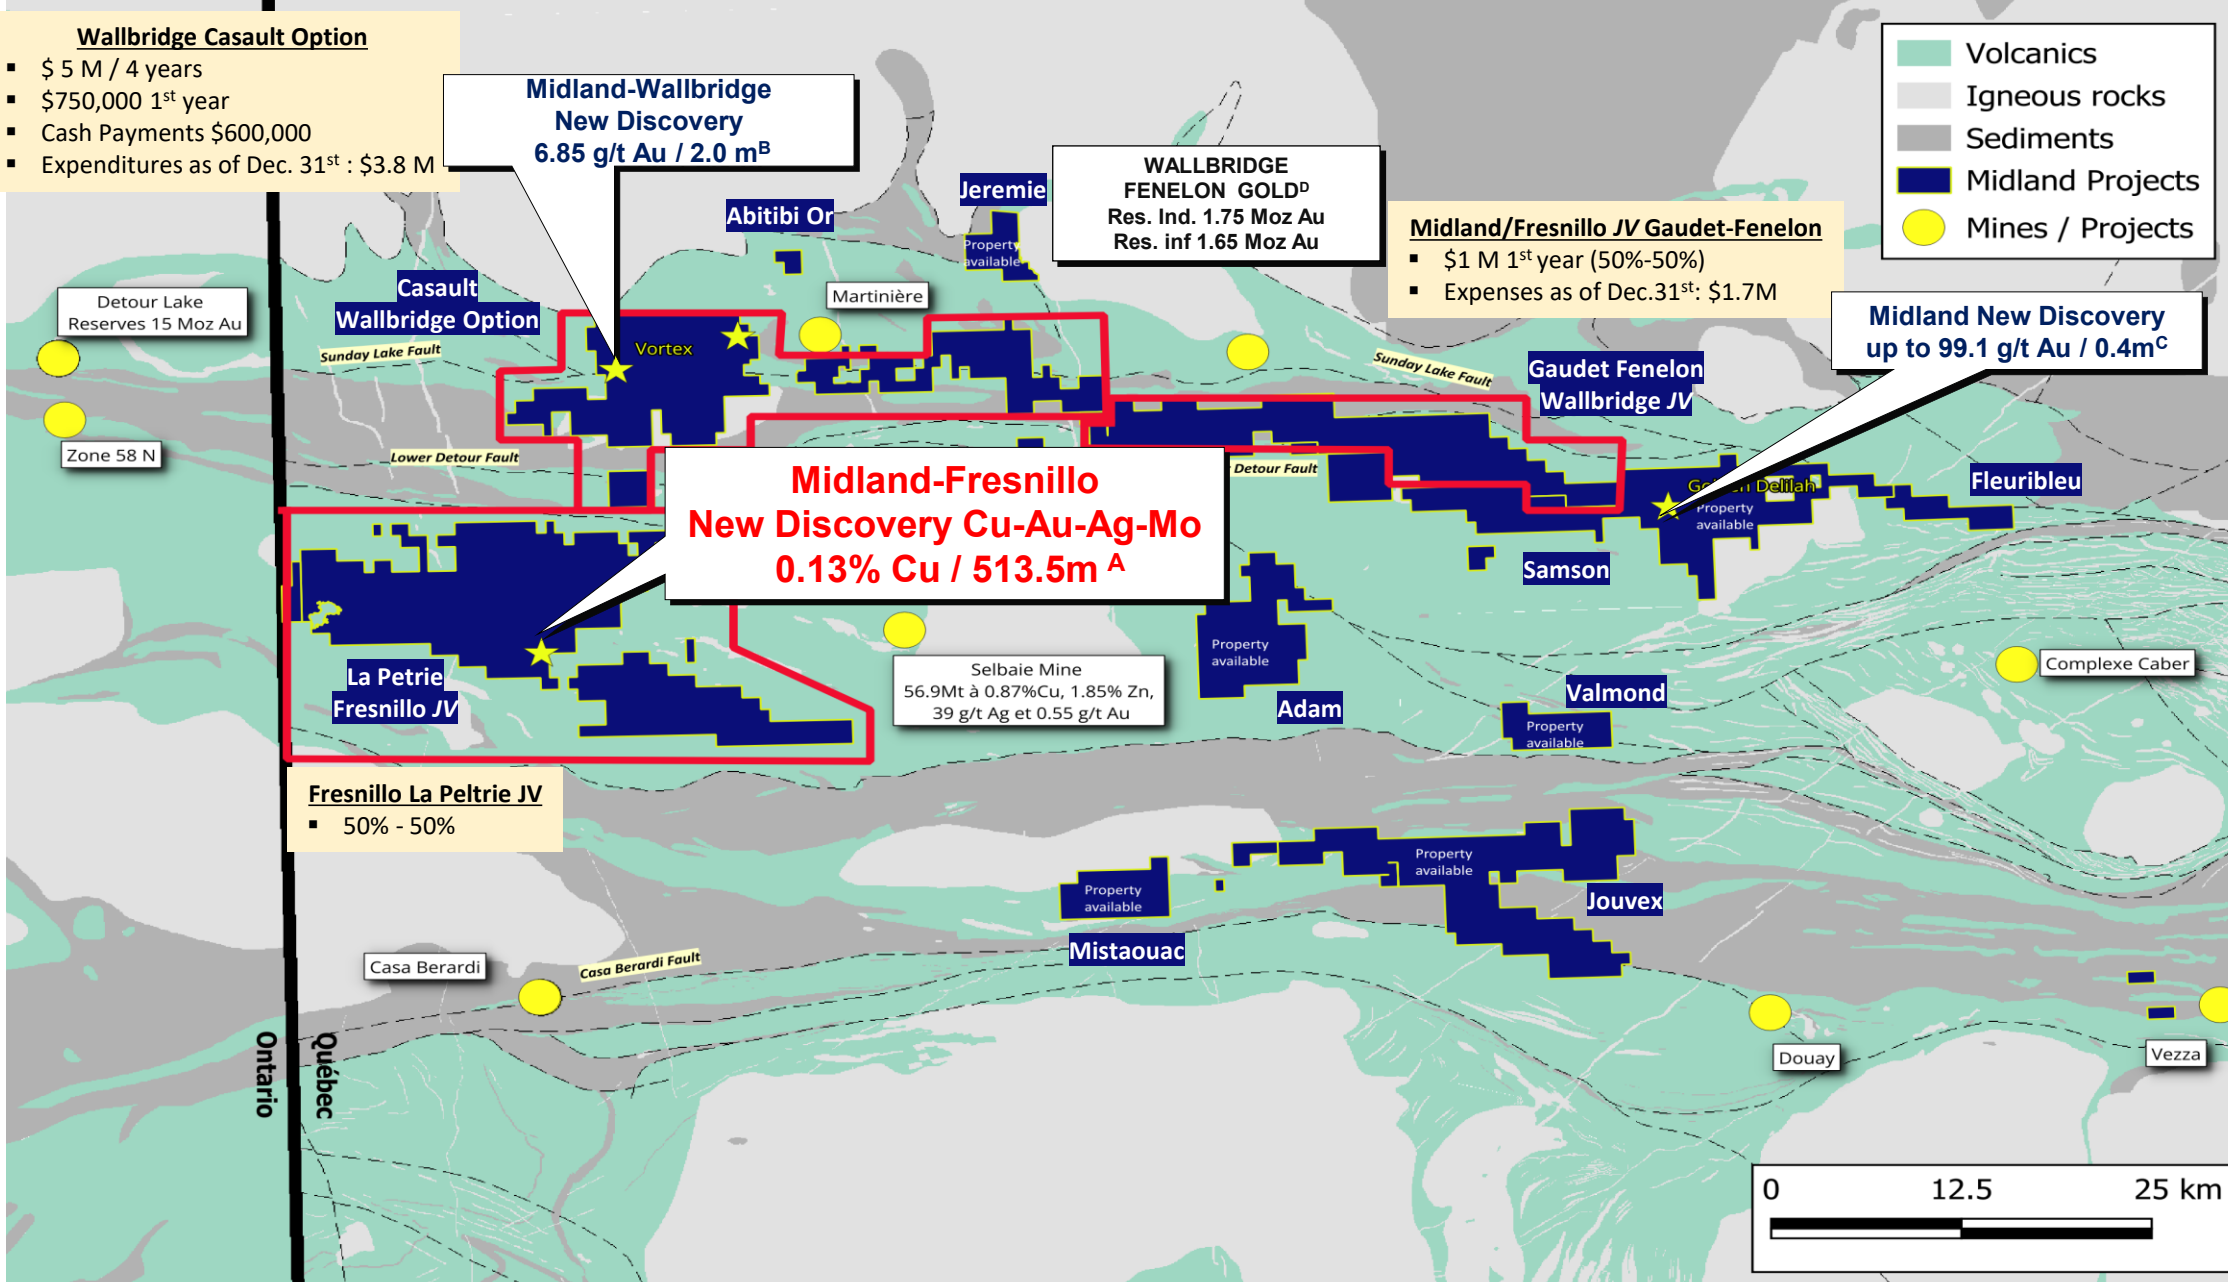 Wallbridge Casault Option
▪ $ 5 M / 4 years
▪ $750,000 1st year
▪ Cash Payments $600,000
▪ Expenditures as of Dec. 31st : $3.8 M
Midland-Wallbridge
New Discovery
6.85 g/t Au / 2.0 mB
WALLBRIDGE
FENELON GOLDD
Res. Ind. 1.75 Moz Au
Res. inf 1.65 Moz Au
Volcanics
Igneous rocks
Sediments
Midland Projects
Mines / Projects
Midland/Fresnillo JV Gaudet-Fenelon
▪ $1 M 1st year (50%-50%)
▪ Expenses as of Dec.31st: $1.7M
Midland New Discovery
up to 99.1 g/t Au / 0.4mC
Abitibi Or
Jeremie
Property
available
Martinière
Casault
Wallbridge Option
Detour Lake
Reserves 15 Moz Au
Sunday Lake Fault
Vortex
Sunday Lake Fault
Gaudet Fenelon
Wallbridge JV
Zone 58 N
Lower Detour Fault
Detour Fault
Midland-Fresnillo
New Discovery Cu-Au-Ag-Mo
0.13% Cu / 513.5m A
Delilah
Property
available
Fleuribleu
Samson
Property
available
Adam
Selbaie Mine
56.9Mt à 0.87%Cu, 1.85% Zn,
39 g/t Ag et 0.55 g/t Au
La Petrie
Fresnillo JV
Valmond
Property
available
Complexe Caber
Fresnillo La Peltrie JV
▪ 50% - 50%
Property
available
Mistaouac
Property
available
Jouvex
Casa Berardi
Casa Berardi Fault
Douay
Vezza
Ontario
Québec
0 12.5 25 km